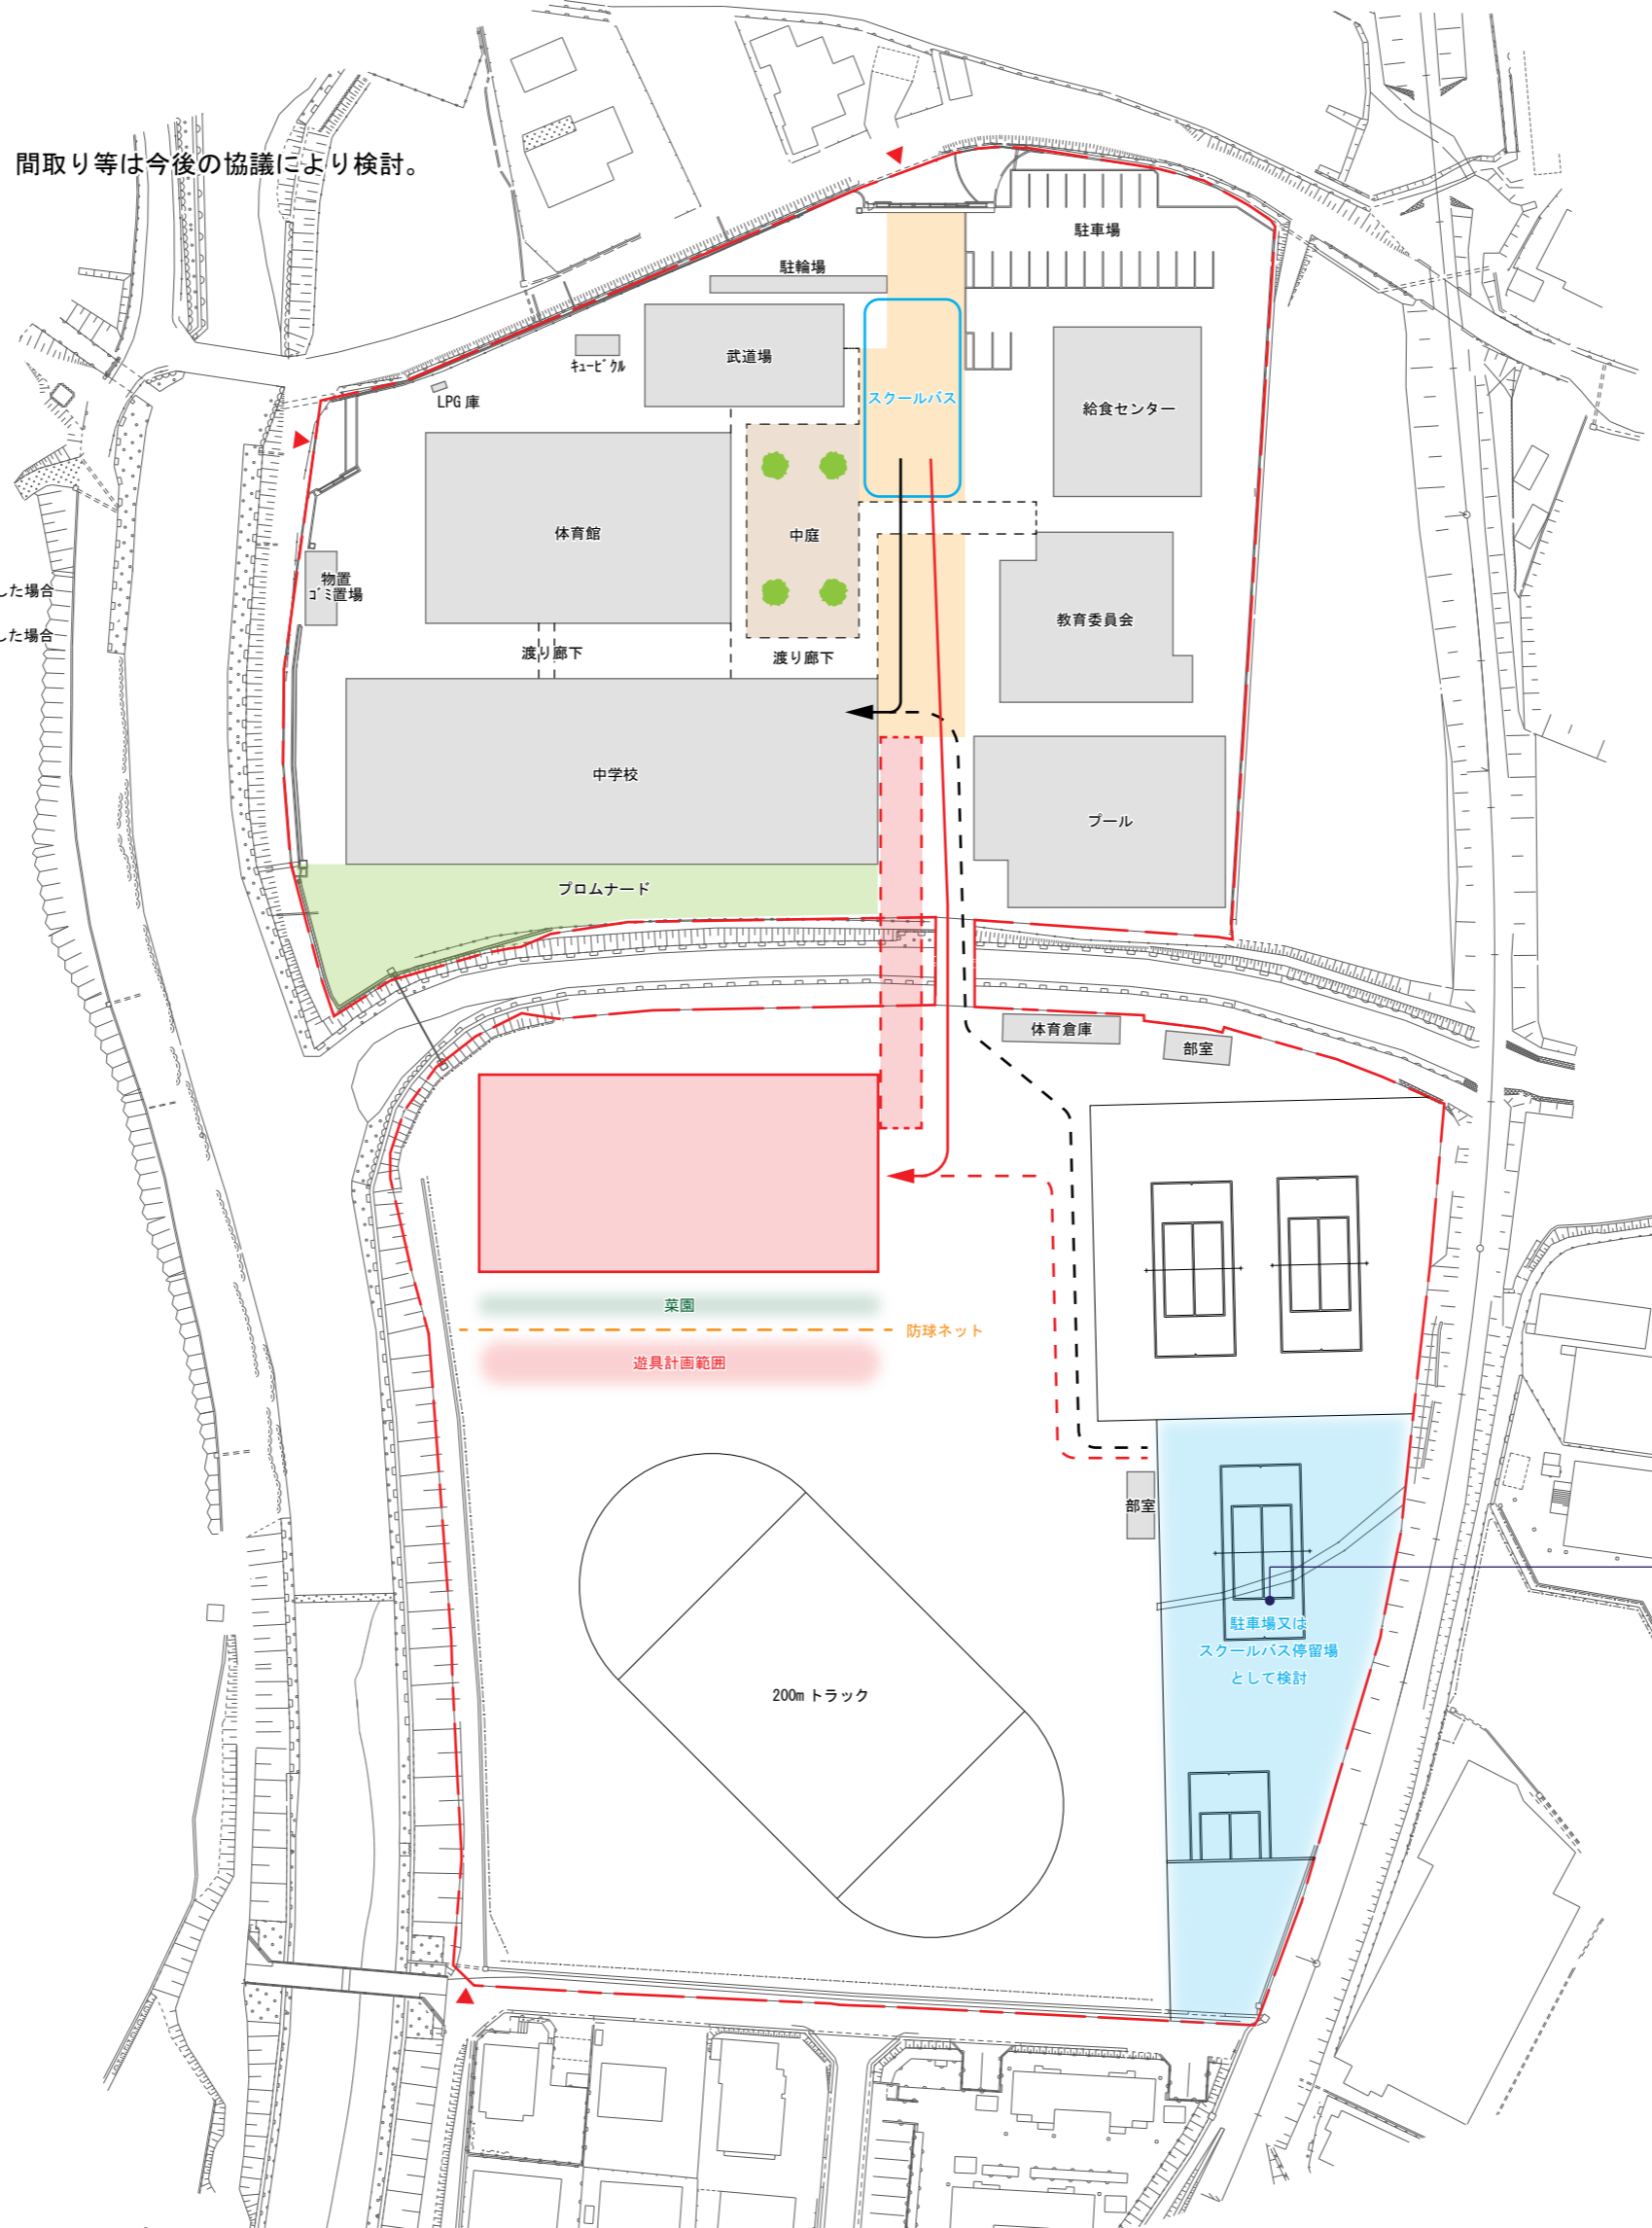 間取り等は今後の協議により検討。
駐車場
駐輪場
武道場
キュービクル
LPG 庫
スクールバス
給食センター
体育館
中庭
物置
ゴミ置場
した場合
教育委員会
した場合
渡り廊下
渡り廊下
中学校
プール
プロムナード
体育倉庫
部室
菜園
防球ネット
遊具計画範囲
部室
駐車場又は
スクールバス停留場
として検討
200m トラック